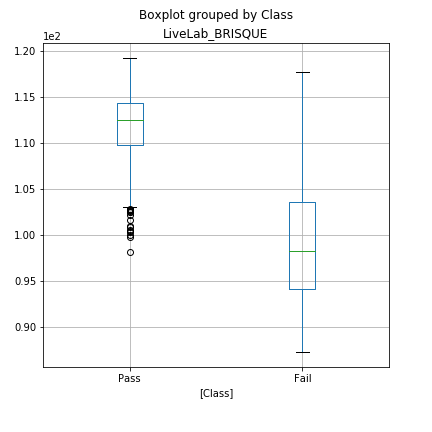 Boxplot grouped by Class
LiveLab_BRISQUE
1e2
1.20
1.15
1.10
1.05
1.00
0.95
0.90
Pass Fail
[Class]